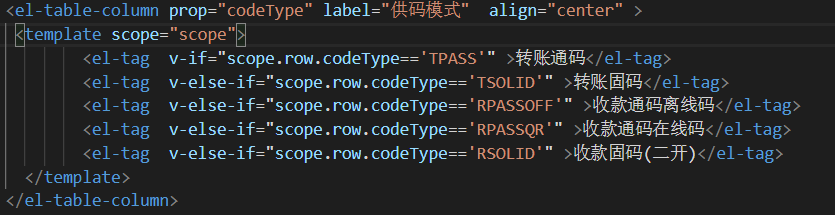 <el-table-column prop="codeType" label="供码模式"  align="center" >
<template scope="scope">
<el-tag  v-if="scope.row.codeType=='TPASS'" >转账通码</el-tag>
<el-tag  v-else-if="scope.row.codeType=='TSOLID'" >转账固码</el-tag>
<el-tag  v-else-if="scope.row.codeType=='RPASSOFF'" >收款通码离线码</el-tag>
<el-tag  v-else-if="scope.row.codeType=='RPASSQR'" >收款通码在线码</el-tag>
<el-tag  v-else-if="scope.row.codeType=='RSOLID'" >收款固码(二开)</el-tag>
</template>
</el-table-column>